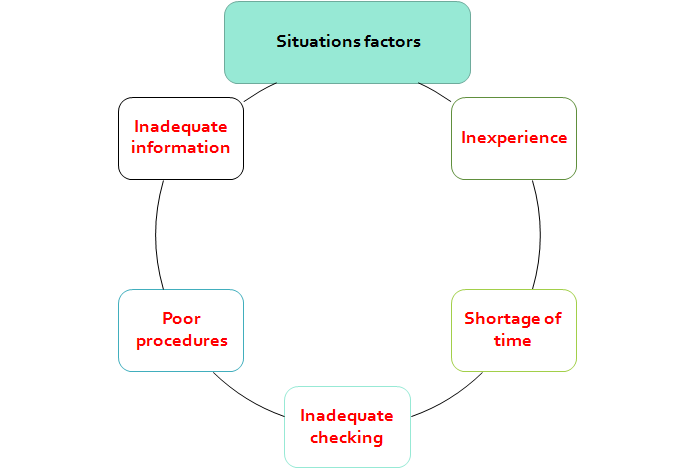 Situations factors
Inexperience
Shortage of
time
Inadequate
checking
Poor
procedures
Inadequate
information